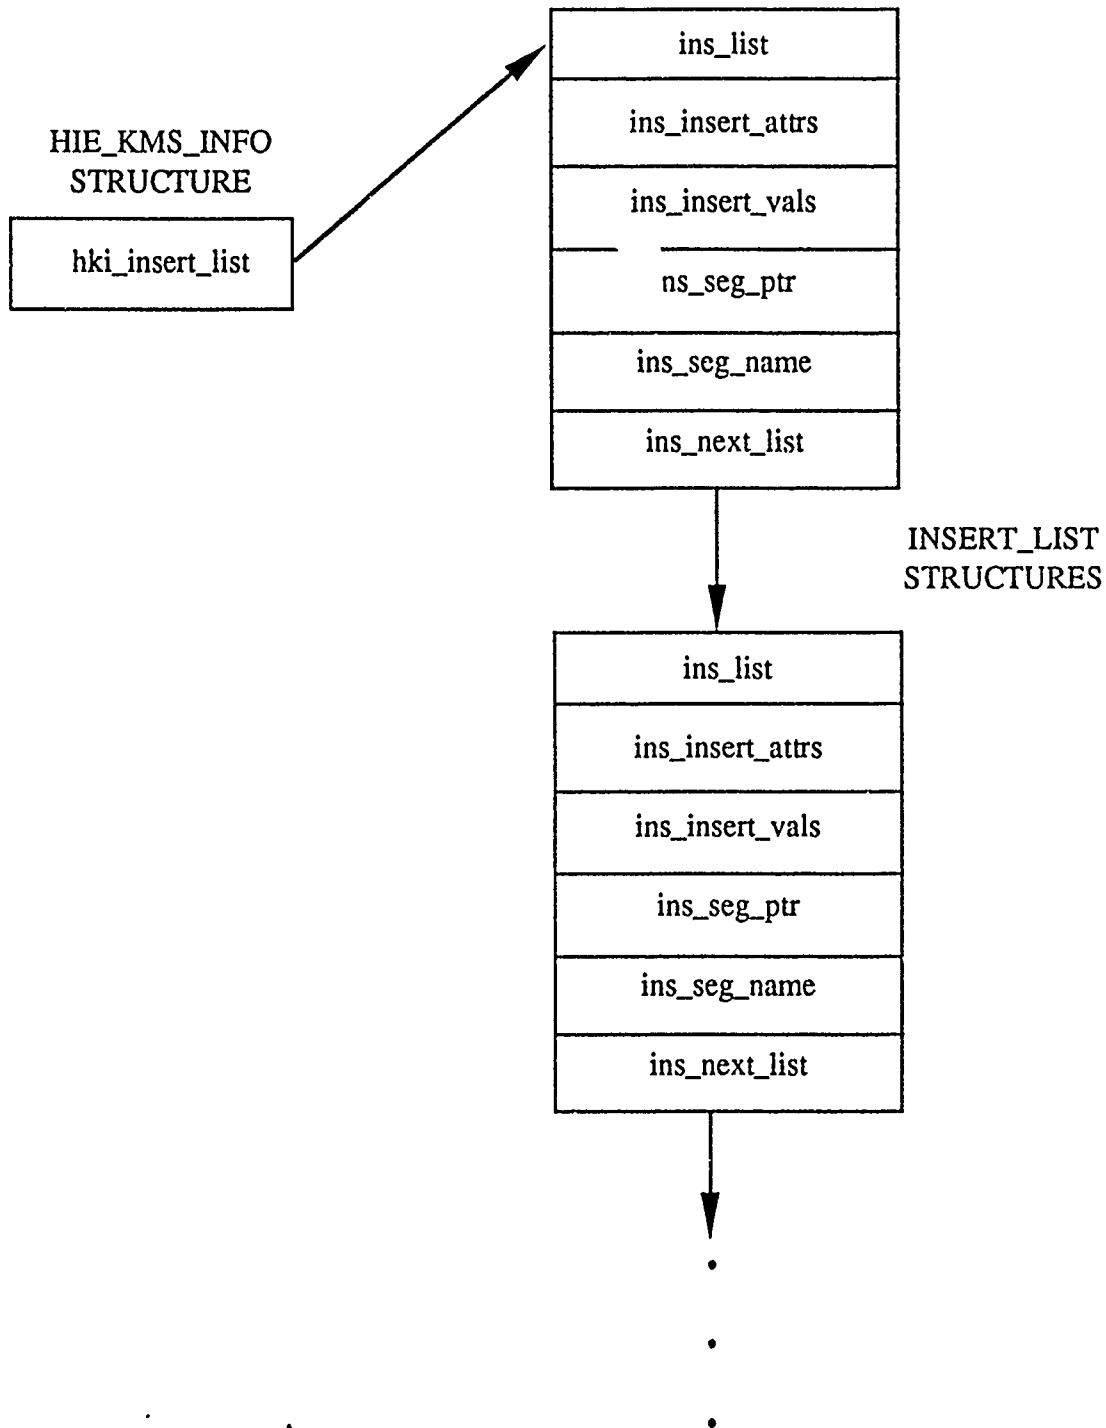 HIE_KMS_INFO
STRUCTURE
hki_insert_list
ins_list
ins_insert_attrs
ins_insert_vals
ns_seg_ptr
ins_seg_name
ins_next_list
INSERT_LIST
STRUCTURES
ins_list
ins_insert_attrs
ins_insert_vals
ins_seg_ptr
ins_seg_name
ins_next_list